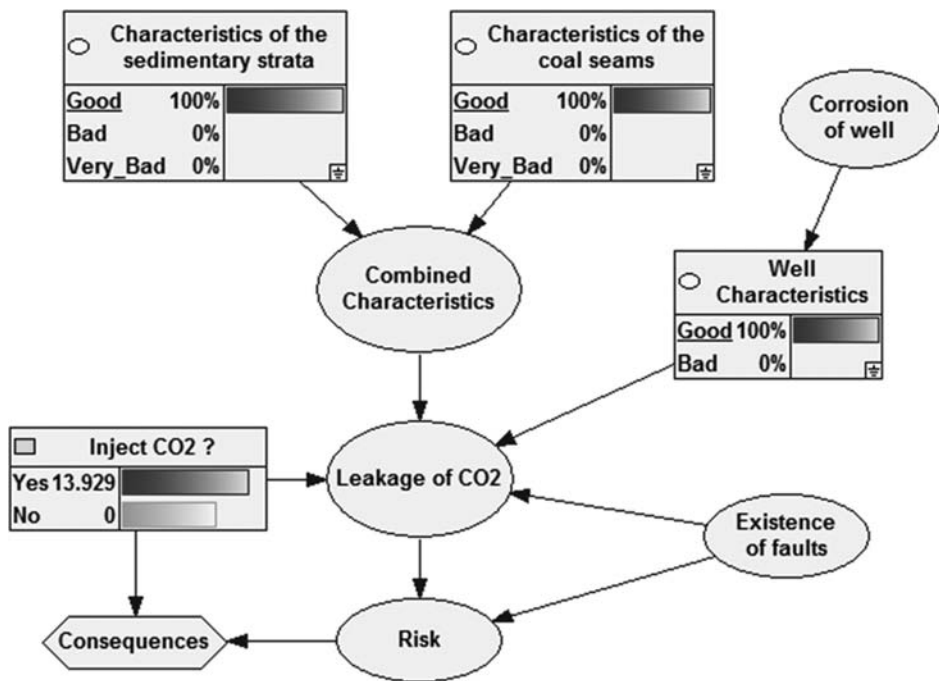 Characteristics of the
sedimentary strata
Good 100%
Bad 0%
Very_Bad 0%
Characteristics of the
coal seams
Good 100%
Bad 0%
Very_Bad 0%
Corrosion
of well
Combined
Characteristics
Well
Characteristics
Good 100%
Bad 0%
Inject CO2 ?
Yes 13.929
No 0
Leakage of CO2
Existence
of faults
Consequences
Risk